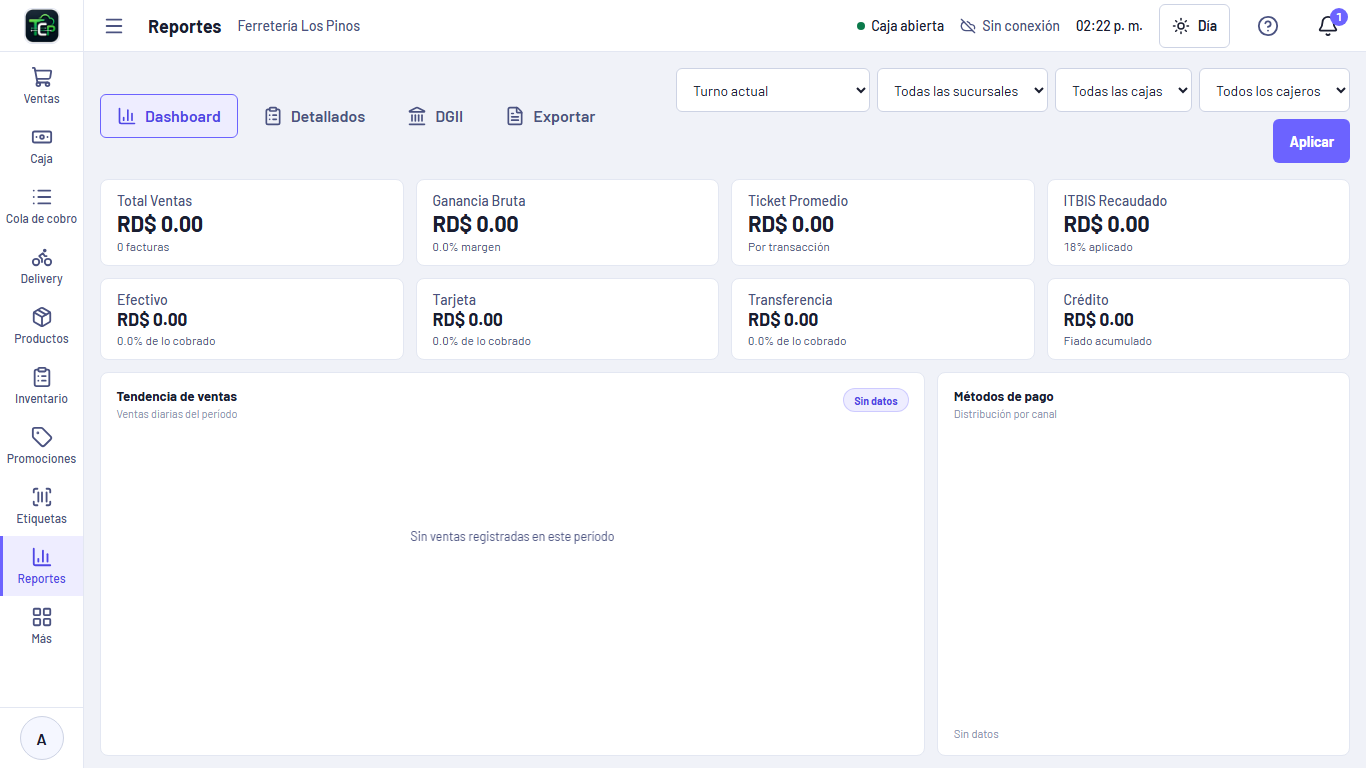 TCP
Reportes
Ferretería Los Pinos
Caja abierta
Sin conexión
02:22 p. m.
Día
1
Ventas
Caja
Cola de cobro
Delivery
Productos
Inventario
Promociones
Etiquetas
Reportes
Más
A
Dashboard
Detallados
DGII
Exportar
Turno actual
Todas las sucursales
Todas las cajas
Todos los cajeros
Aplicar
Total Ventas
RD$ 0.00
0 facturas
Ganancia Bruta
RD$ 0.00
0.0% margen
Ticket Promedio
RD$ 0.00
Por transacción
ITBIS Recaudado
RD$ 0.00
18% aplicado
Efectivo
RD$ 0.00
0.0% de lo cobrado
Tarjeta
RD$ 0.00
0.0% de lo cobrado
Transferencia
RD$ 0.00
0.0% de lo cobrado
Crédito
RD$ 0.00
Fiado acumulado
Tendencia de ventas
Ventas diarias del período
Sin datos
Sin ventas registradas en este período
Métodos de pago
Distribución por canal
Sin datos